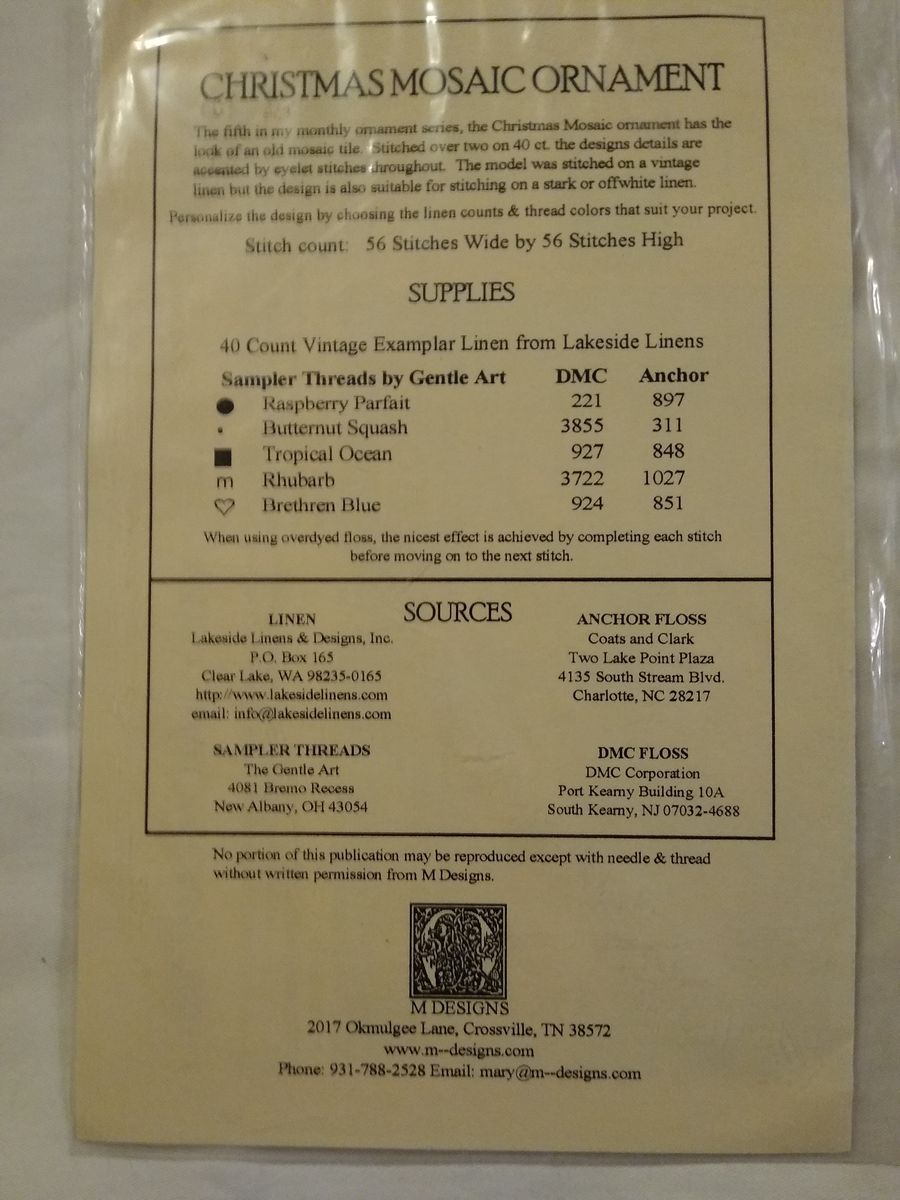 CHRISTMAS MOSAIC ORNAMENT
The fifth in my monthly ornament series, the Christmas Mosaic ornament has the
look of an old mosaic tile. Stitched over two on 40 ct. the designs details are
accented by eyelet stitches throughout. The model was stitched on a vintage
linen but the design is also suitable for stitching on a stark or offwhite linen.
Personalize the design by choosing the linen counts & thread colors that suit your project.
Stitch count: 56 Stitches Wide by 56 Stitches High
SUPPLIES
40 Count Vintage Examplar Linen from Lakeside Linens
Sampler Threads by Gentle Art DMC Anchor
● Raspberry Parfait 221 897
• Butternut Squash 3855 311
■ Tropical Ocean 927 848
m Rhubarb 3722 1027
♡ Brethren Blue 924 851
When using overdyed floss, the nicest effect is achieved by completing each stitch
before moving on to the next stitch.
SOURCES
LINEN
Lakeside Linens & Designs, Inc.
P.O. Box 165
Clear Lake, WA 98235-0165
http://www.lakesidelinens.com
email: info@lakesidelinens.com
SAMPLER THREADS
The Gentle Art
4081 Bremo Recess
New Albany, OH 43054
ANCHOR FLOSS
Coats and Clark
Two Lake Point Plaza
4135 South Stream Blvd.
Charlotte, NC 28217
DMC FLOSS
DMC Corporation
Port Kearny Building 10A
South Kearny, NJ 07032-4688
No portion of this publication may be reproduced except with needle & thread
without written permission from M Designs.
M DESIGNS
2017 Okmulgee Lane, Crossville, TN 38572
www.m--designs.com
Phone: 931-788-2528 Email: mary@m--designs.com